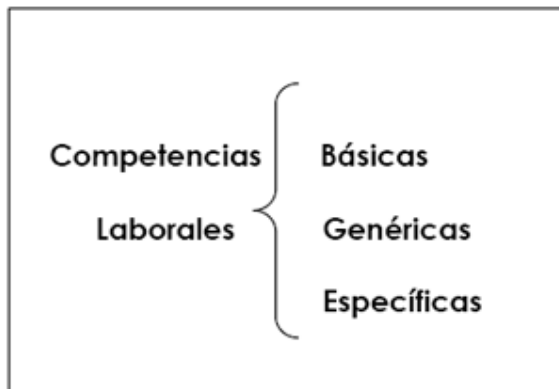 Competencias
Laborales
Básicas
Genéricas
Específicas